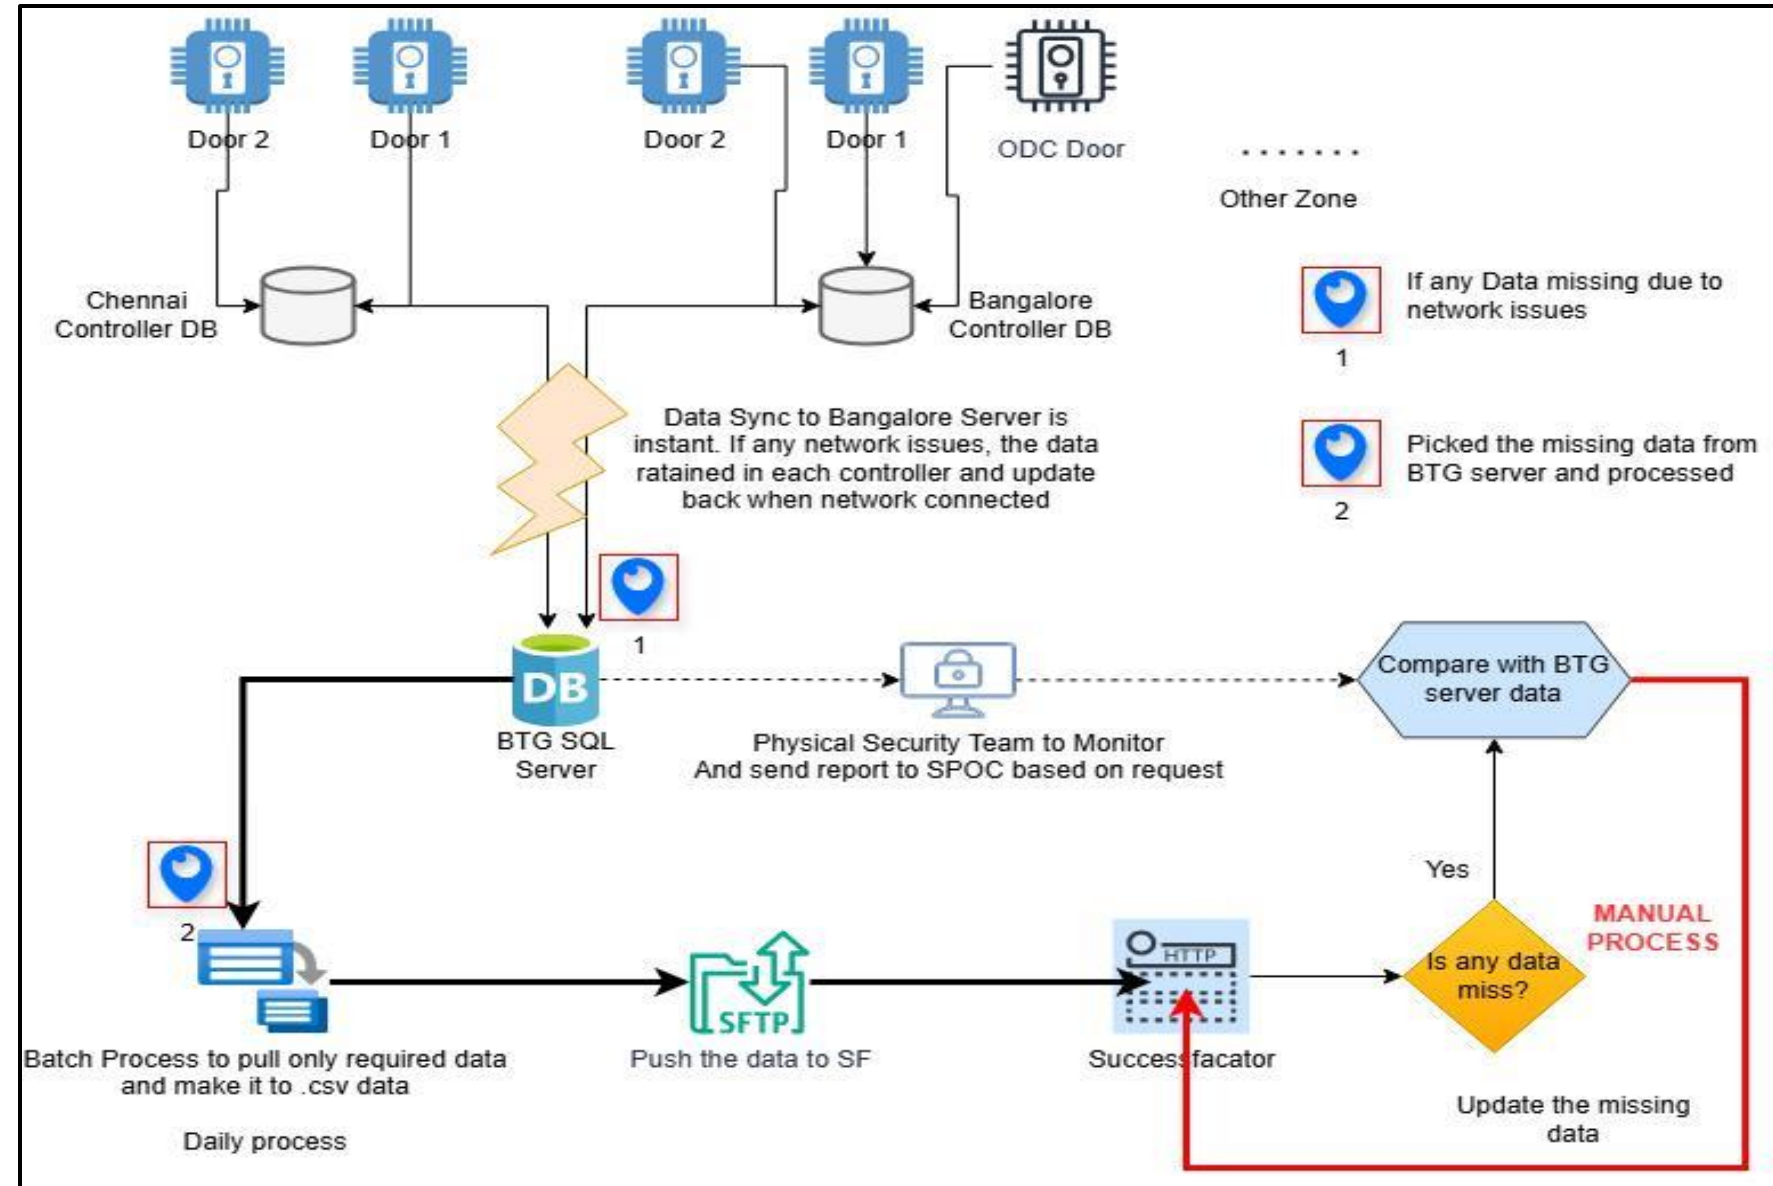 Door 2
Door 1
Door 2
Door 1
ODC Door
Other Zone
Chennai
Controller DB
Bangalore
Controller DB
If any Data missing due to
network issues
1
Data Sync to Bangalore Server is
instant. If any network issues, the data
ratained in each controller and update
back when network connected
Picked the missing data from
BTG server and processed
2
1
DB
BTG SQL
Server
Physical Security Team to Monitor
And send report to SPOC based on request
Compare with BTG
server data
Yes
MANUAL
PROCESS
2
HTTP
Is any data
miss?
SFTP
Batch Process to pull only required data
and make it to .csv data
Daily process
Push the data to SF
Successfacator
Update the missing
data